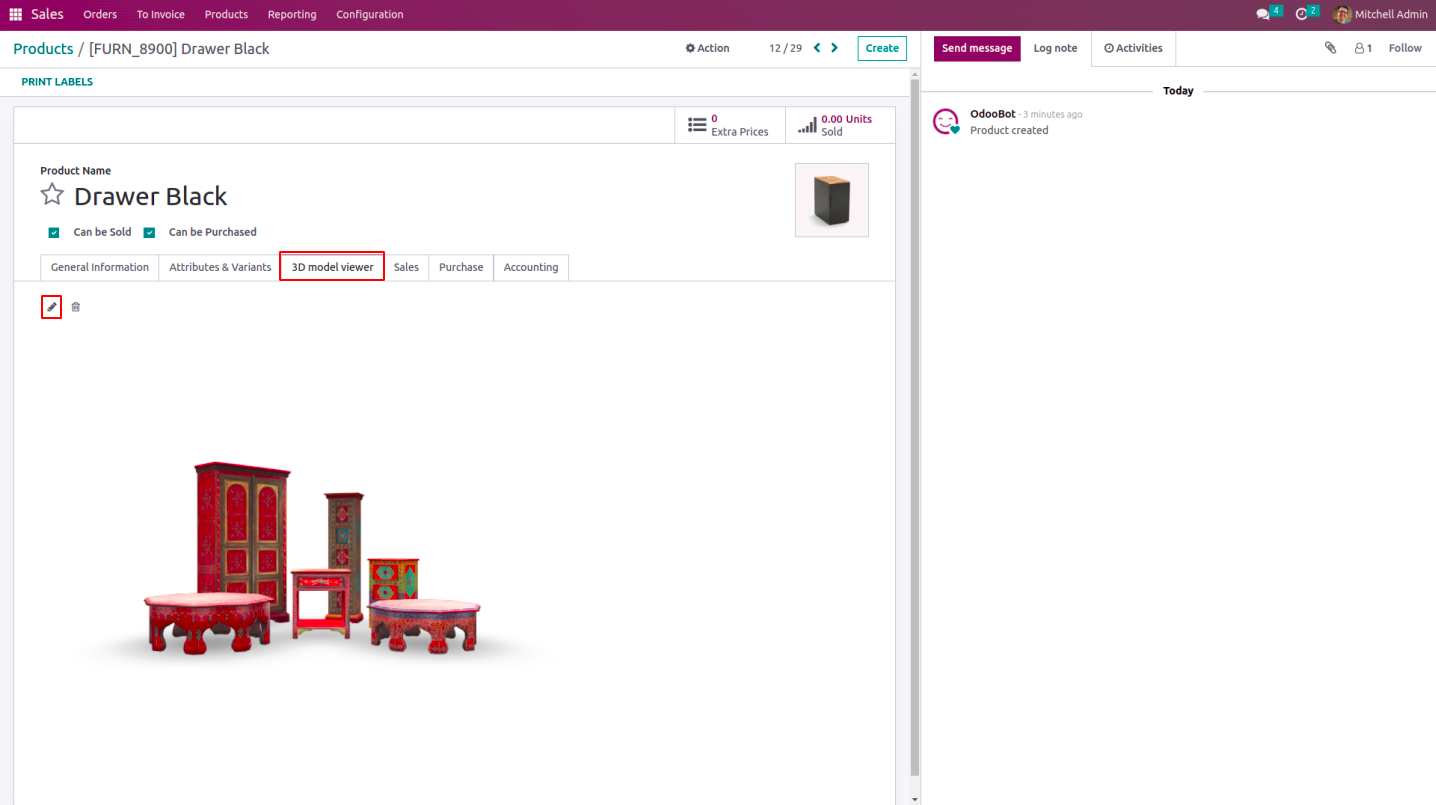 Sales Orders To Invoice Products Reporting Configuration 4 2 Mitchell Admin
Products / [FURN_8900] Drawer Black Action 12 / 29 Create
Send message Log note Activities 1 Follow
PRINT LABELS
0
Extra Prices
0.00 Units
Sold
Product Name
Drawer Black
Can be Sold Can be Purchased
General Information Attributes & Variants 3D model viewer Sales Purchase Accounting
Today
OdooBot - 3 minutes ago
Product created